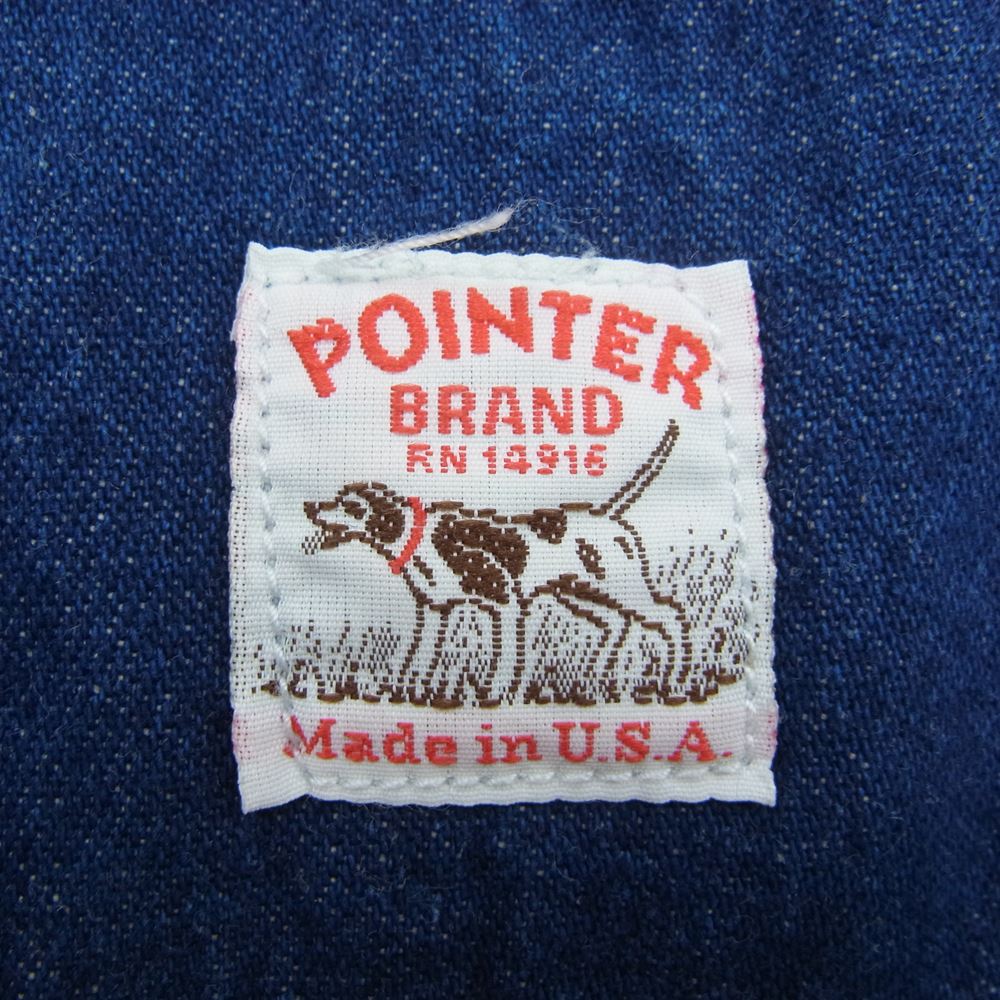 POINTER
BRAND
RN 14916
Made in U.S.A.